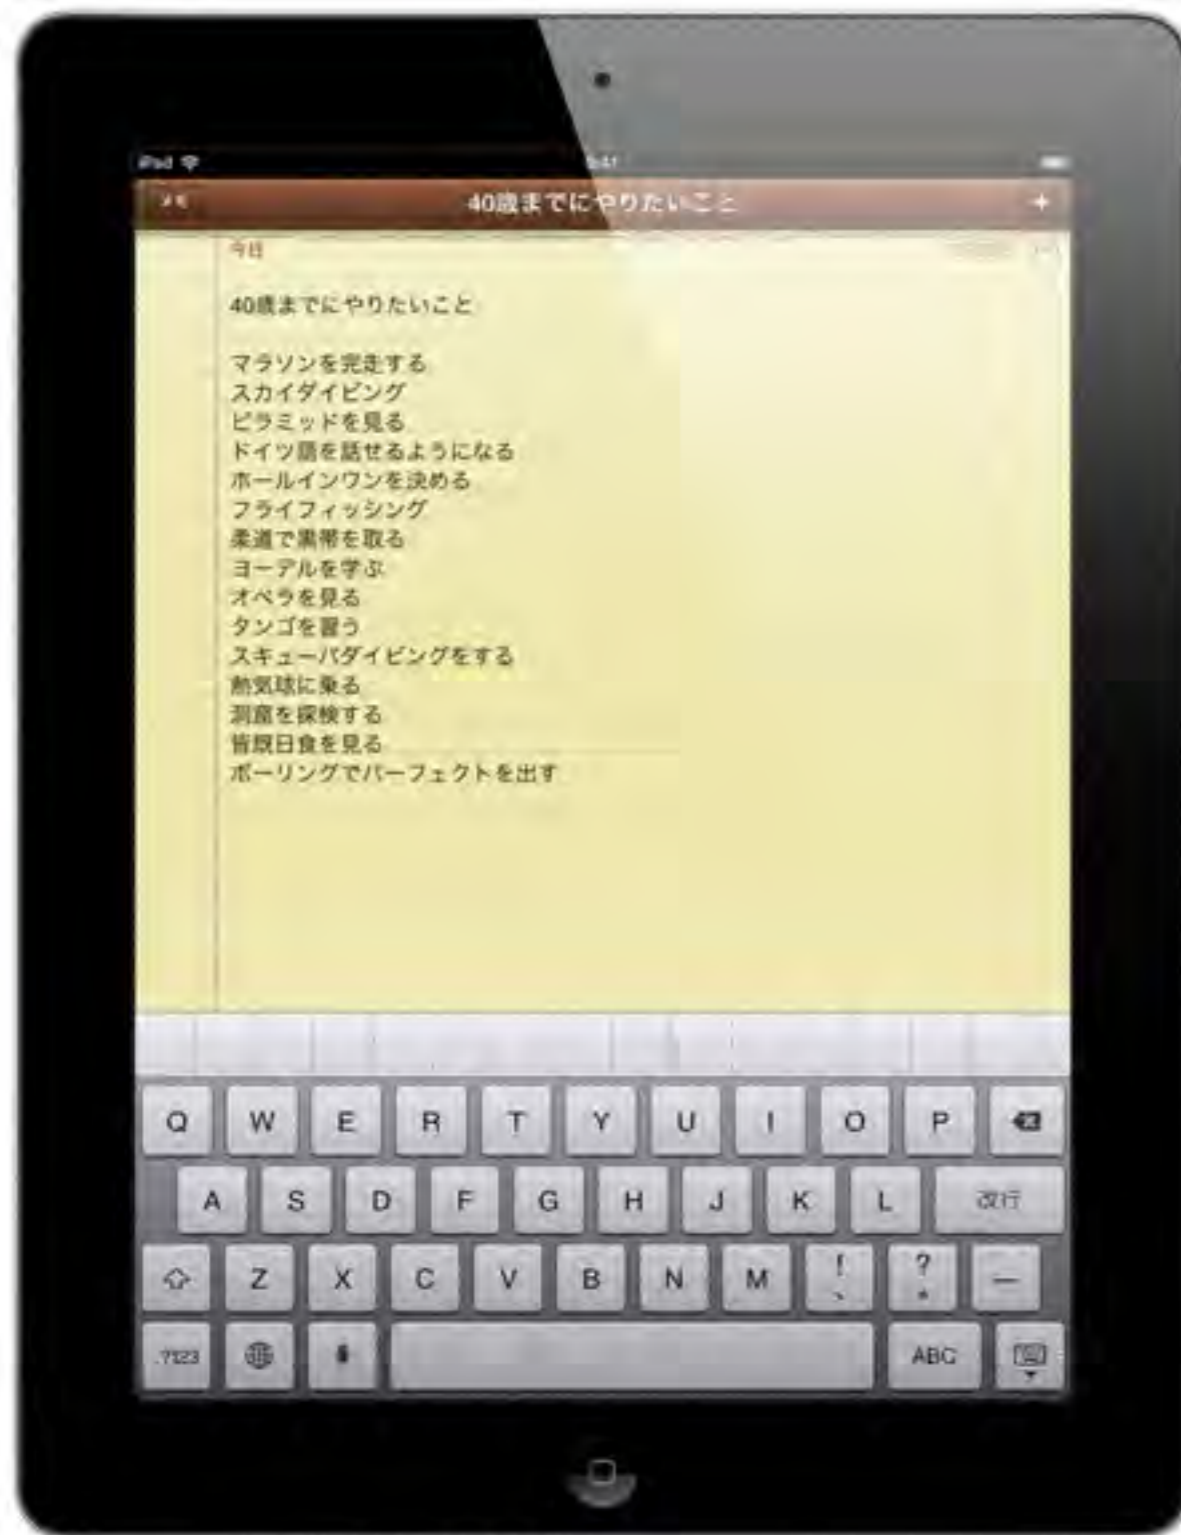 iPad
9:41
メモ
40歳までにやりたいこと
+
今日
40歳までにやりたいこと
マラソンを完走する
スカイダイビング
ピラミッドを見る
ドイツ語を話せるようになる
ホールインワンを決める
フライフィッシング
柔道で黒帯を取る
ヨーデルを学ぶ
オペラを見る
タンゴを習う
スキューバダイビングをする
熱気球に乗る
洞窟を探検する
皆既日食を見る
ボーリングでパーフェクトを出す
Q W E R T Y U I O P
A S D F G H J K L 改行
Z X C V B N M ! 、 ? 。 ー
.?123 ABC